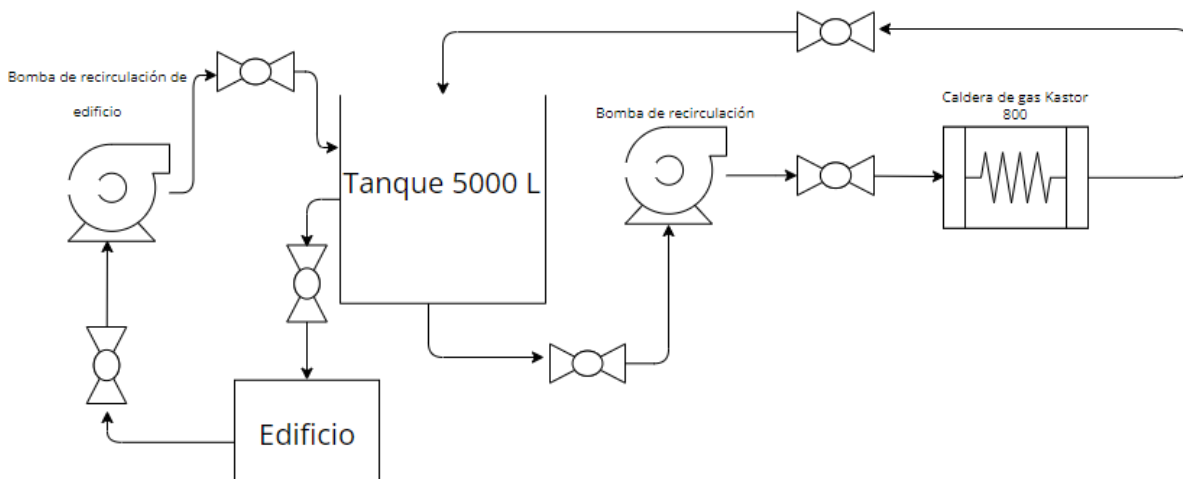 Bomba de recirculación de
edificio
Tanque 5000 L
Bomba de recirculación
Caldera de gas Kastor
800
Edificio